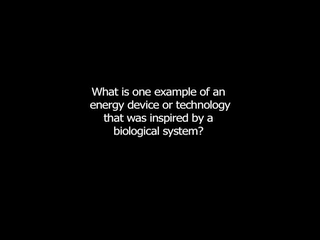 What is one example of an
energy device or technology
that was inspired by a
biological system?